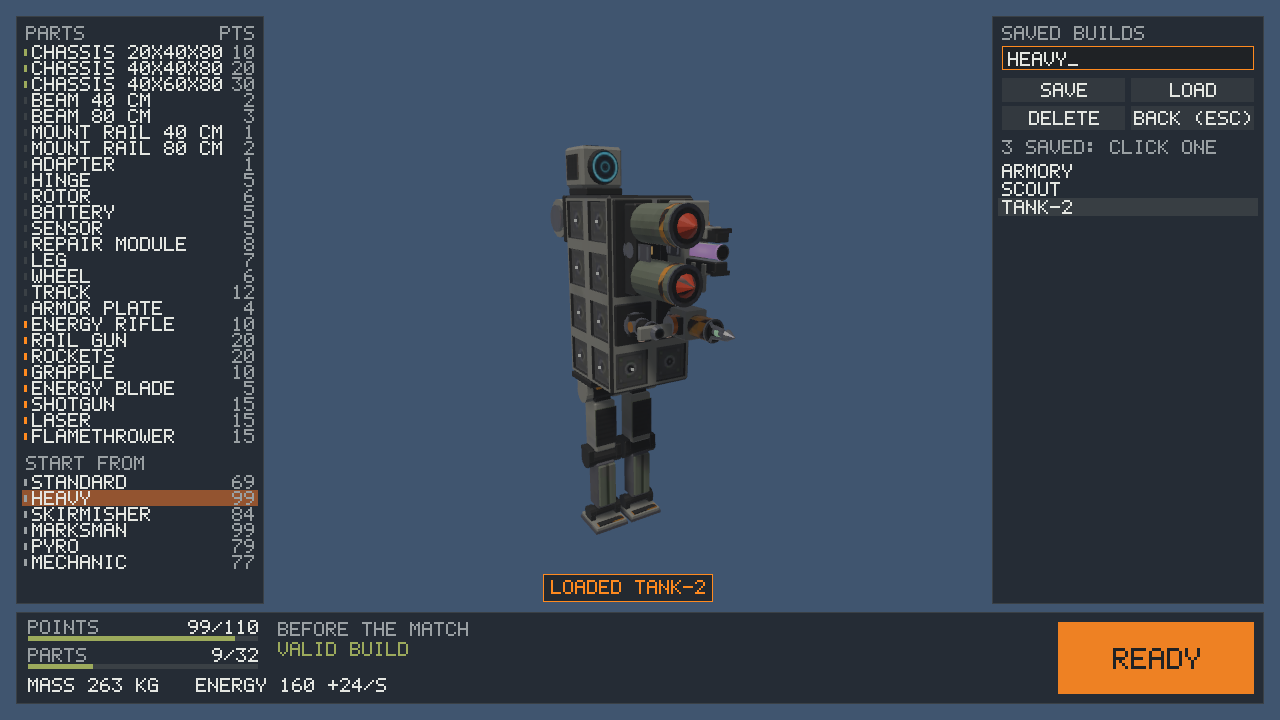 PARTS PTS
CHASSIS 20X40X80 10
CHASSIS 40X40X80 20
CHASSIS 40X60X80 30
BEAM 40 CM 2
BEAM 80 CM 3
MOUNT RAIL 40 CM 1
MOUNT RAIL 80 CM 2
ADAPTER 1
HINGE 5
ROTOR 6
BATTERY 5
SENSOR 5
REPAIR MODULE 8
LEG 7
WHEEL 6
TRACK 12
ARMOR PLATE 4
ENERGY RIFLE 10
RAIL GUN 20
ROCKETS 20
GRAPPLE 10
ENERGY BLADE 5
SHOTGUN 15
LASER 15
FLAMETHROWER 15
START FROM
STANDARD 69
HEAVY 99
SKIRMISHER 84
MARKSMAN 99
PYRO 79
MECHANIC 77
LOADED TANK-2
SAVED BUILDS
HEAVY_
SAVE LOAD
DELETE BACK (ESC)
3 SAVED: CLICK ONE
ARMORY
SCOUT
TANK-2
POINTS 99/110
PARTS 9/32
MASS 263 KG ENERGY 160 +24/S
BEFORE THE MATCH
VALID BUILD
READY